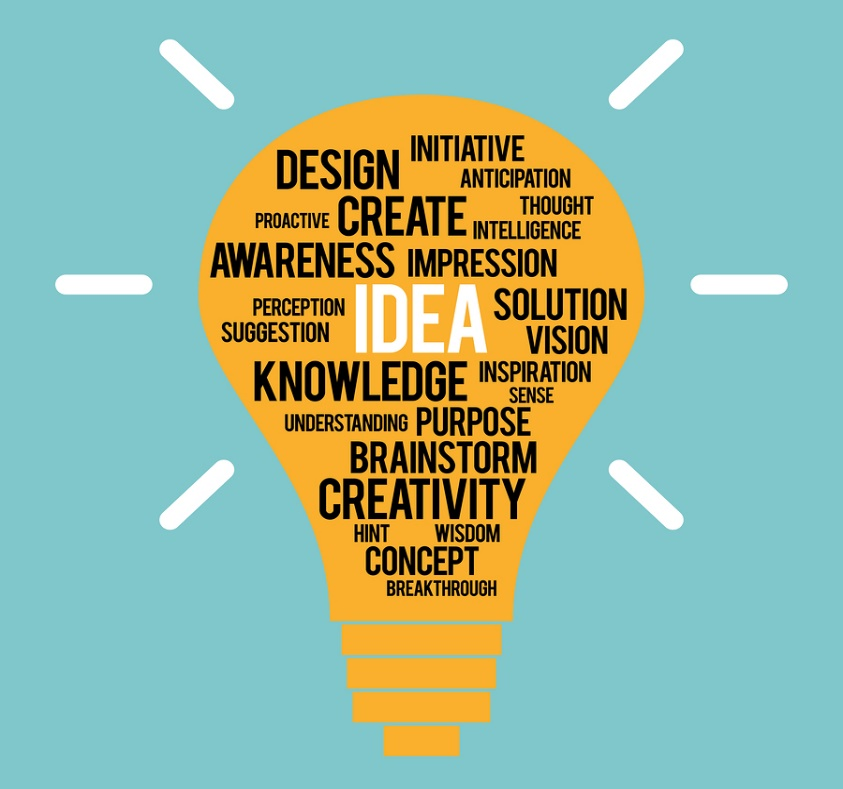 INITIATIVE
DESIGN
ANTICIPATION
THOUGHT
PROACTIVE
CREATE
INTELLIGENCE
AWARENESS
IMPRESSION
PERCEPTION
IDEA
SOLUTION
SUGGESTION
VISION
KNOWLEDGE
INSPIRATION
SENSE
UNDERSTANDING
PURPOSE
BRAINSTORM
CREATIVITY
HINT
WISDOM
CONCEPT
BREAKTHROUGH